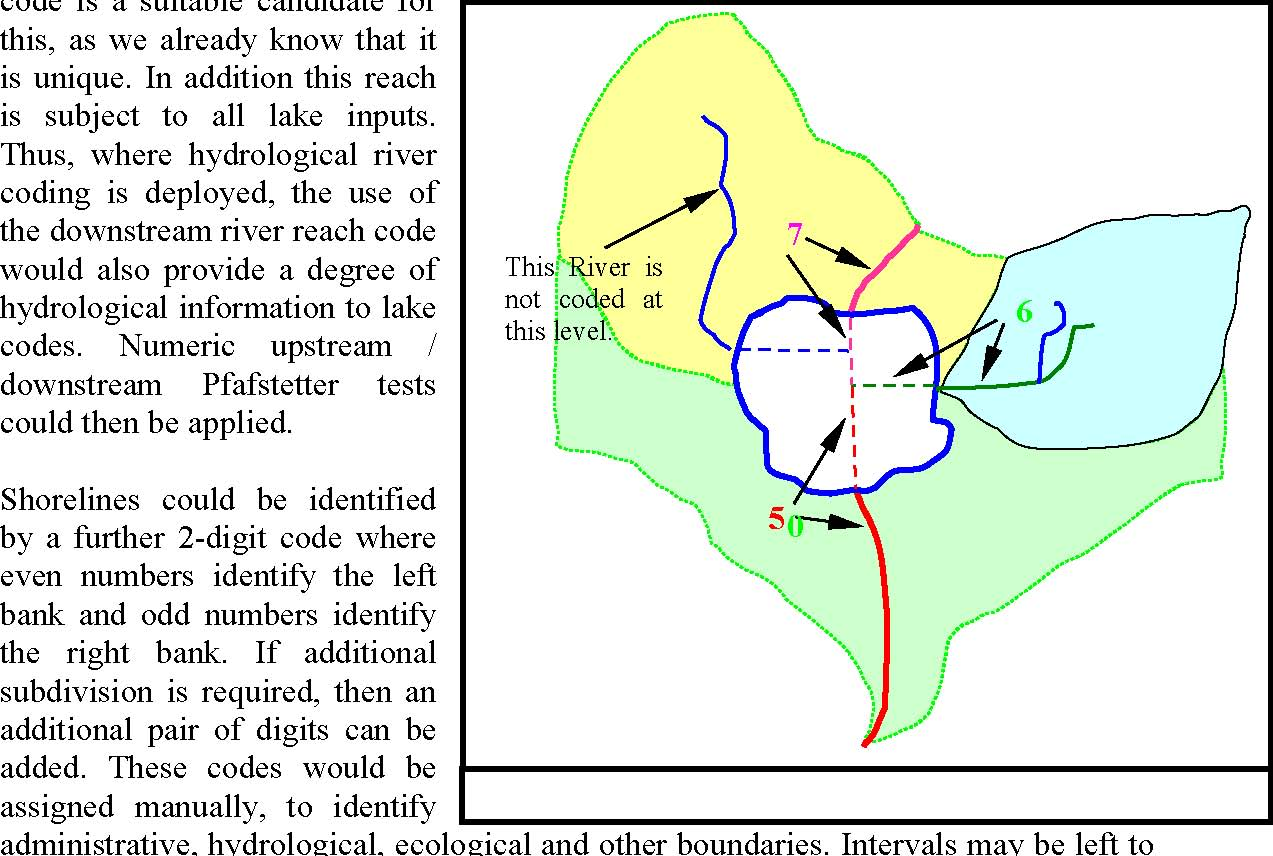 code is a suitable candidate for
this, as we already know that it
is unique. In addition this reach
is subject to all lake inputs.
Thus, where hydrological river
coding is deployed, the use of
the downstream river reach code
would also provide a degree of
hydrological information to lake
codes. Numeric upstream /
downstream Pfafstetter tests
could then be applied.
Shorelines could be identified
by a further 2-digit code where
even numbers identify the left
bank and odd numbers identify
the right bank. If additional
subdivision is required, then an
additional pair of digits can be
added. These codes would be
assigned manually, to identify
administrative, hydrological, ecological and other boundaries. Intervals may be left to
7
This River is
not coded at
this level.
6
50